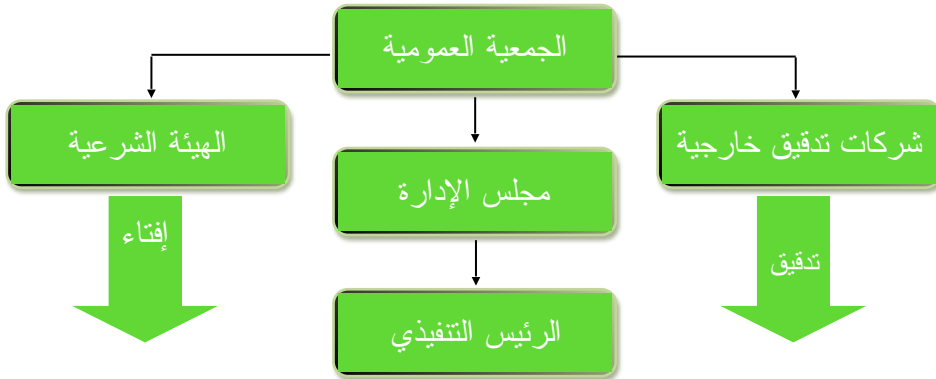 الجمعية العمومية
شركات تدقيق خارجية
الهيئة الشرعية
مجلس الإدارة
تدقيق
إفتاء
الرئيس التنفيذي